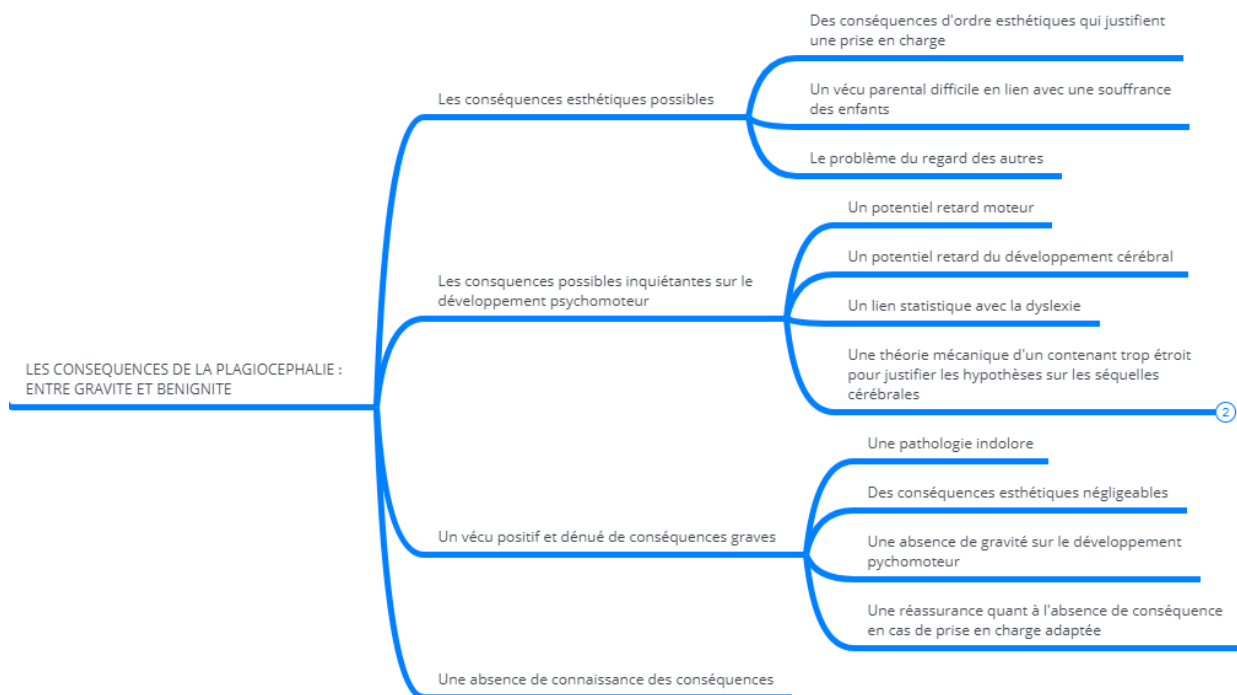 Des conséquences d'ordre esthétiques qui justifient
une prise en charge
Les conséquences esthétiques possibles
Un vécu parental difficile en lien avec une souffrance
des enfants
Le problème du regard des autres
Un potentiel retard moteur
Un potentiel retard du développement cérébral
Les consquences possibles inquiétantes sur le
développement psychomoteur
Un lien statistique avec la dyslexie
Une théorie mécanique d'un contenant trop étroit
pour justifier les hypothèses sur les séquelles
cérébrales
2
LES CONSEQUENCES DE LA PLAGIOCEPHALIE :
ENTRE GRAVITE ET BENIGNITE
Une pathologie indolore
Des conséquences esthétiques négligeables
Un vécu positif et dénué de conséquences graves
Une absence de gravité sur le développement
pychomoteur
Une réassurance quant à l'absence de conséquence
en cas de prise en charge adaptée
Une absence de connaissance des conséquences